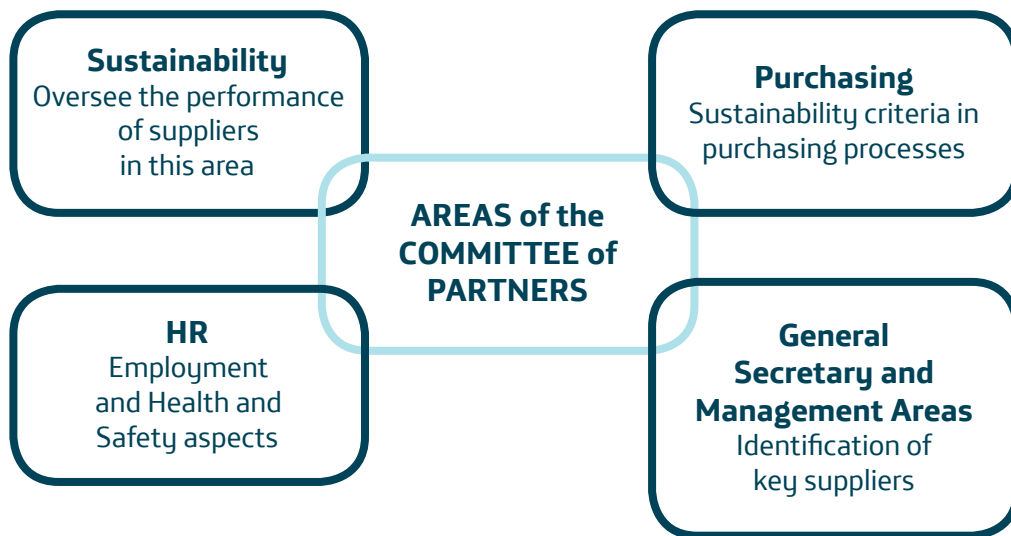 Sustainability
Oversee the performance
of suppliers
in this area
Purchasing
Sustainability criteria in
purchasing processes
AREAS of the
COMMITTEE of
PARTNERS
HR
Employment
and Health and
Safety aspects
General
Secretary and
Management Areas
Identification of
key suppliers